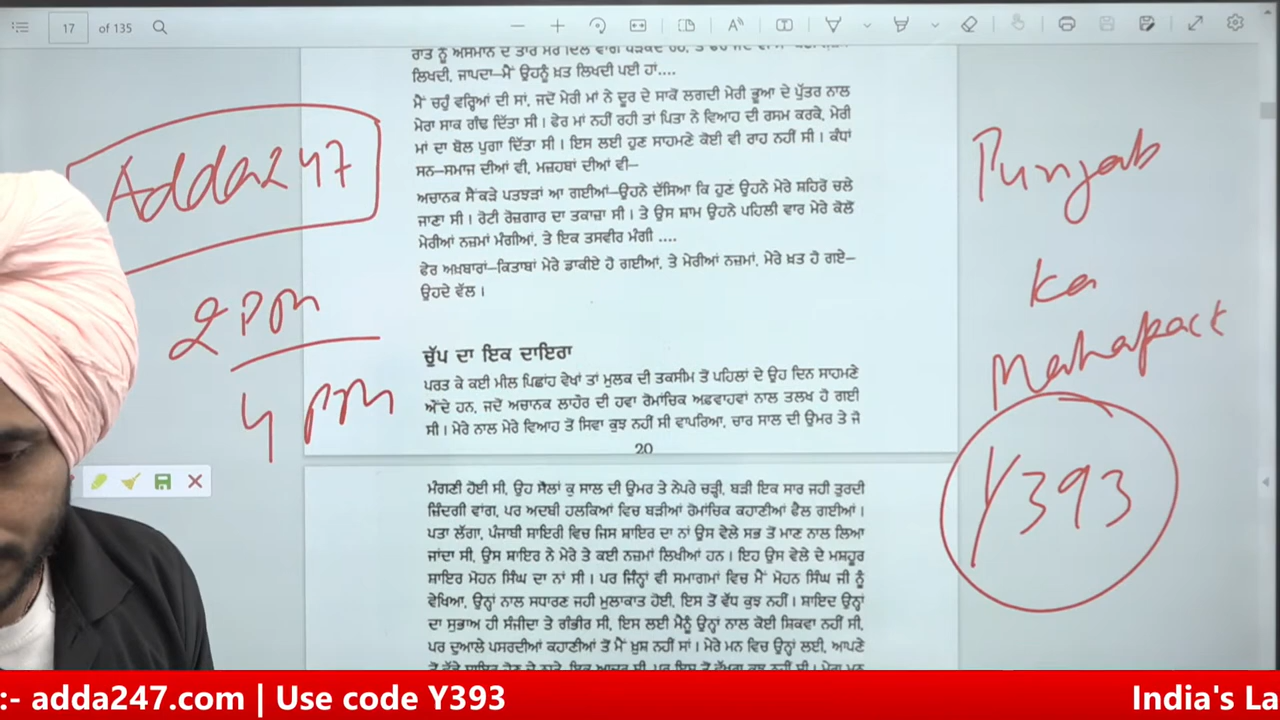 17 of 135
ਲਿਖਦੀ, ਜਾਪਦਾ—ਮੈਂ ਉਹਨੂੰ ਖ਼ਤ ਲਿਖਦੀ ਪਈ ਹਾਂ....
ਮੈਂ ਚਹੁੰ ਵਰ੍ਹਿਆਂ ਦੀ ਸਾਂ, ਜਦੋਂ ਮੇਰੀ ਮਾਂ ਨੇ ਦੂਰ ਦੇ ਸਾਕੋਂ ਲਗਦੀ ਮੇਰੀ ਭੂਆ ਦੇ ਪੁੱਤਰ ਨਾਲ
ਮੇਰਾ ਸਾਕ ਗੰਢ ਦਿੱਤਾ ਸੀ। ਫੇਰ ਮਾਂ ਨਹੀਂ ਰਹੀ ਤਾਂ ਪਿਤਾ ਨੇ ਵਿਆਹ ਦੀ ਰਸਮ ਕਰਕੇ, ਮੇਰੀ
ਮਾਂ ਦਾ ਬੋਲ ਪੁਗਾ ਦਿੱਤਾ ਸੀ। ਇਸ ਲਈ ਹੁਣ ਸਾਹਮਣੇ ਕੋਈ ਵੀ ਰਾਹ ਨਹੀਂ ਸੀ। ਕੰਧਾਂ
ਸਨ—ਸਮਾਜ ਦੀਆਂ ਵੀ, ਮਜ਼ਹਬਾਂ ਦੀਆਂ ਵੀ—
ਅਚਾਨਕ ਸੈਂਕੜੇ ਪਤਝੜਾਂ ਆ ਗਈਆਂ—ਉਹਨੇ ਦੱਸਿਆ ਕਿ ਹੁਣ ਉਹਨੇ ਮੇਰੇ ਸ਼ਹਿਰੋਂ ਚਲੇ
ਜਾਣਾ ਸੀ। ਰੋਟੀ ਰੋਜ਼ਗਾਰ ਦਾ ਤਕਾਜ਼ਾ ਸੀ। ਤੇ ਉਸ ਸ਼ਾਮ ਉਹਨੇ ਪਹਿਲੀ ਵਾਰ ਮੇਰੇ ਕੋਲੋਂ
ਮੇਰੀਆਂ ਨਜ਼ਮਾਂ ਮੰਗੀਆਂ, ਤੇ ਇਕ ਤਸਵੀਰ ਮੰਗੀ ....
ਫੇਰ ਅਖ਼ਬਾਰਾਂ—ਕਿਤਾਬਾਂ ਮੇਰੇ ਡਾਕੀਏ ਹੋ ਗਈਆਂ, ਤੇ ਮੇਰੀਆਂ ਨਜ਼ਮਾਂ, ਮੇਰੇ ਖ਼ਤ ਹੋ ਗਏ—
ਉਹਦੇ ਵੱਲ।
ਚੁੱਪ ਦਾ ਇਕ ਦਾਇਰਾ
ਪਰਤ ਕੇ ਕਈ ਮੀਲ ਪਿਛਾਂਹ ਵੇਖਾਂ ਤਾਂ ਮੁਲਕ ਦੀ ਤਕਸੀਮ ਤੋਂ ਪਹਿਲਾਂ ਦੇ ਉਹ ਦਿਨ ਸਾਹਮਣੇ
ਔਂਦੇ ਹਨ, ਜਦੋਂ ਅਚਾਨਕ ਲਾਹੌਰ ਦੀ ਹਵਾ ਰੋਮਾਂਚਿਕ ਅਫਵਾਹਵਾਂ ਨਾਲ ਤਲਖ਼ ਹੋ ਗਈ
ਸੀ। ਮੇਰੇ ਨਾਲ ਮੇਰੇ ਵਿਆਹ ਤੋਂ ਸਿਵਾ ਕੁਝ ਨਹੀਂ ਸੀ ਵਾਪਰਿਆ, ਚਾਰ ਸਾਲ ਦੀ ਉਮਰ ਤੇ ਜੋ
20
ਮੰਗਣੀ ਹੋਈ ਸੀ, ਉਹ ਸੋਲਾਂ ਕੁ ਸਾਲ ਦੀ ਉਮਰ ਤੇ ਨੇਪਰੇ ਚੜ੍ਹੀ, ਬੜੀ ਇਕ ਸਾਰ ਜਹੀ ਤੁਰਦੀ
ਜ਼ਿੰਦਗੀ ਵਾਂਗ, ਪਰ ਅਦਬੀ ਹਲਕਿਆਂ ਵਿਚ ਬੜੀਆਂ ਰੋਮਾਂਚਿਕ ਕਹਾਣੀਆਂ ਫੈਲ ਗਈਆਂ।
ਪਤਾ ਲੱਗਾ, ਪੰਜਾਬੀ ਸ਼ਾਇਰੀ ਵਿਚ ਜਿਸ ਸ਼ਾਇਰ ਦਾ ਨਾਂ ਉਸ ਵੇਲੇ ਸਭ ਤੋਂ ਮਾਣ ਨਾਲ ਲਿਆ
ਜਾਂਦਾ ਸੀ, ਉਸ ਸ਼ਾਇਰ ਨੇ ਮੇਰੇ ਤੇ ਕਈ ਨਜ਼ਮਾਂ ਲਿਖੀਆਂ ਹਨ। ਇਹ ਉਸ ਵੇਲੇ ਦੇ ਮਸ਼ਹੂਰ
ਸ਼ਾਇਰ ਮੋਹਨ ਸਿੰਘ ਦਾ ਨਾਂ ਸੀ। ਪਰ ਜਿੰਨ੍ਹਾਂ ਵੀ ਸਮਾਗਮਾਂ ਵਿਚ ਮੈਂ ਮੋਹਨ ਸਿੰਘ ਜੀ ਨੂੰ
ਵੇਖਿਆ, ਉਨ੍ਹਾਂ ਨਾਲ ਸਧਾਰਣ ਜਹੀ ਮੁਲਾਕਾਤ ਹੋਈ, ਇਸ ਤੋਂ ਵੱਧ ਕੁਝ ਨਹੀਂ। ਸ਼ਾਇਦ ਉਨ੍ਹਾਂ
ਦਾ ਸੁਭਾਅ ਹੀ ਸੰਜੀਦਾ ਤੇ ਗੰਭੀਰ ਸੀ, ਇਸ ਲਈ ਮੈਨੂੰ ਉਨ੍ਹਾਂ ਨਾਲ ਕੋਈ ਸ਼ਿਕਵਾ ਨਹੀਂ ਸੀ,
ਪਰ ਦੁਆਲੇ ਪਸਰਦੀਆਂ ਕਹਾਣੀਆਂ ਤੋਂ ਮੈਂ ਖ਼ੁਸ਼ ਨਹੀਂ ਸਾਂ। ਮੇਰੇ ਮਨ ਵਿਚ ਉਨ੍ਹਾਂ ਲਈ, ਆਪਣੇ
Adda247
2 Pm
4 pm
Punjab
Ka
Mahapack
Y393
:- adda247.com | Use code Y393
India's La